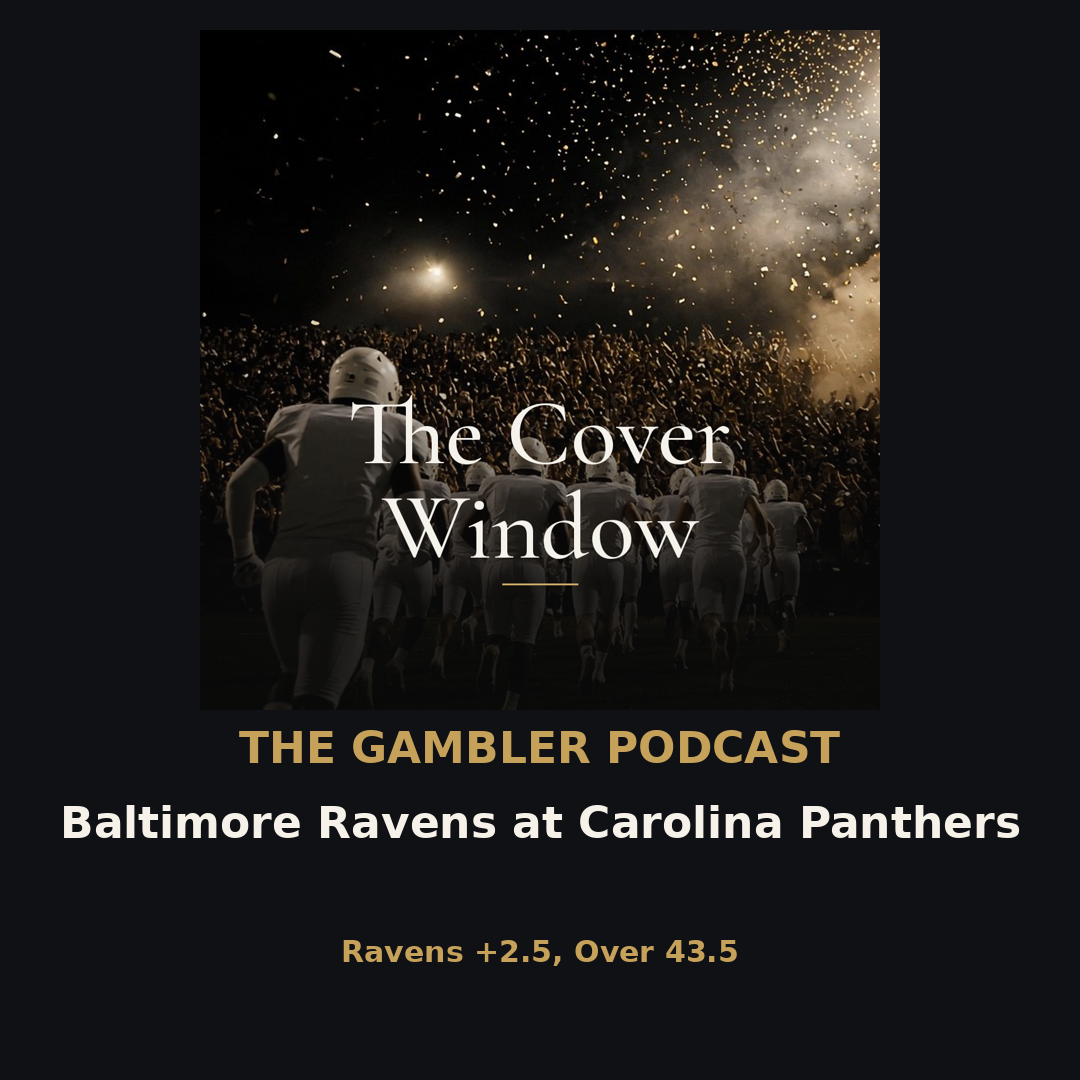 The Cover
Window
THE GAMBLER PODCAST
Baltimore Ravens at Carolina Panthers
Ravens +2.5, Over 43.5